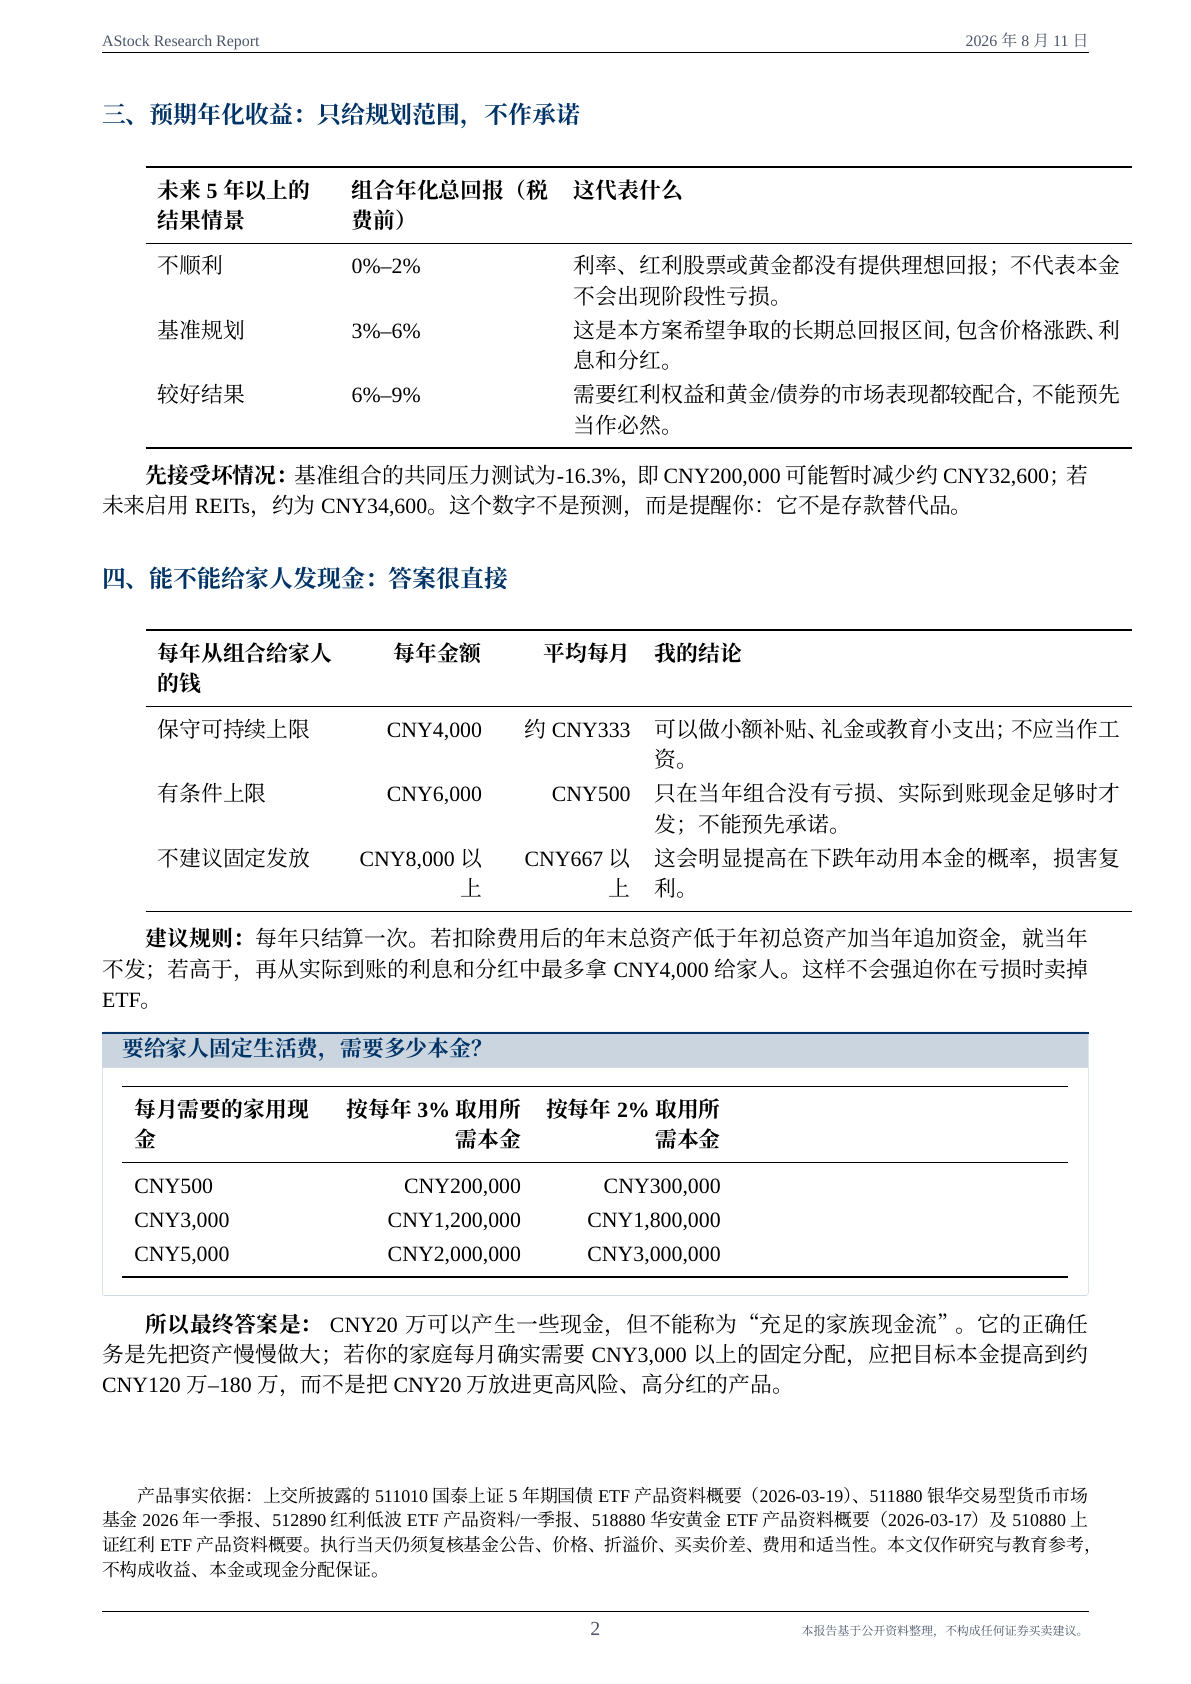 AStock Research Report 2026 年 8 月 11 日
三、预期年化收益：只给规划范围，不作承诺
未来 5 年以上的 组合年化总回报（税 这代表什么
结果情景 费前）
不顺利 0%–2% 利率、红利股票或黄金都没有提供理想回报；不代表本金
不会出现阶段性亏损。
基准规划 3%–6% 这是本方案希望争取的长期总回报区间，包含价格涨跌、利
息和分红。
较好结果 6%–9% 需要红利权益和黄金/债券的市场表现都较配合，不能预先
当作必然。
先接受坏情况：基准组合的共同压力测试为-16.3%，即 CNY200,000 可能暂时减少约 CNY32,600；若
未来启用 REITs，约为 CNY34,600。这个数字不是预测，而是提醒你：它不是存款替代品。
四、能不能给家人发现金：答案很直接
每年从组合给家人 每年金额 平均每月 我的结论
的钱
保守可持续上限 CNY4,000 约 CNY333 可以做小额补贴、礼金或教育小支出；不应当作工
资。
有条件上限 CNY6,000 CNY500 只在当年组合没有亏损、实际到账现金足够时才
发；不能预先承诺。
不建议固定发放 CNY8,000 以 CNY667 以 这会明显提高在下跌年动用本金的概率，损害复
上 上 利。
建议规则：每年只结算一次。若扣除费用后的年末总资产低于年初总资产加当年追加资金，就当年
不发；若高于，再从实际到账的利息和分红中最多拿 CNY4,000 给家人。这样不会强迫你在亏损时卖掉
ETF。
要给家人固定生活费，需要多少本金？
每月需要的家用现 按每年 3% 取用所 按每年 2% 取用所
金 需本金 需本金
CNY500 CNY200,000 CNY300,000
CNY3,000 CNY1,200,000 CNY1,800,000
CNY5,000 CNY2,000,000 CNY3,000,000
所以最终答案是： CNY20 万可以产生一些现金，但不能称为“充足的家族现金流”。它的正确任
务是先把资产慢慢做大；若你的家庭每月确实需要 CNY3,000 以上的固定分配，应把目标本金提高到约
CNY120 万–180 万，而不是把 CNY20 万放进更高风险、高分红的产品。
产品事实依据：上交所披露的 511010 国泰上证 5 年期国债 ETF 产品资料概要（2026-03-19）、511880 银华交易型货币市场
基金 2026 年一季报、512890 红利低波 ETF 产品资料/一季报、518880 华安黄金 ETF 产品资料概要（2026-03-17）及 510880 上
证红利 ETF 产品资料概要。执行当天仍须复核基金公告、价格、折溢价、买卖价差、费用和适当性。本文仅作研究与教育参考，
不构成收益、本金或现金分配保证。
2 本报告基于公开资料整理，不构成任何证券买卖建议。